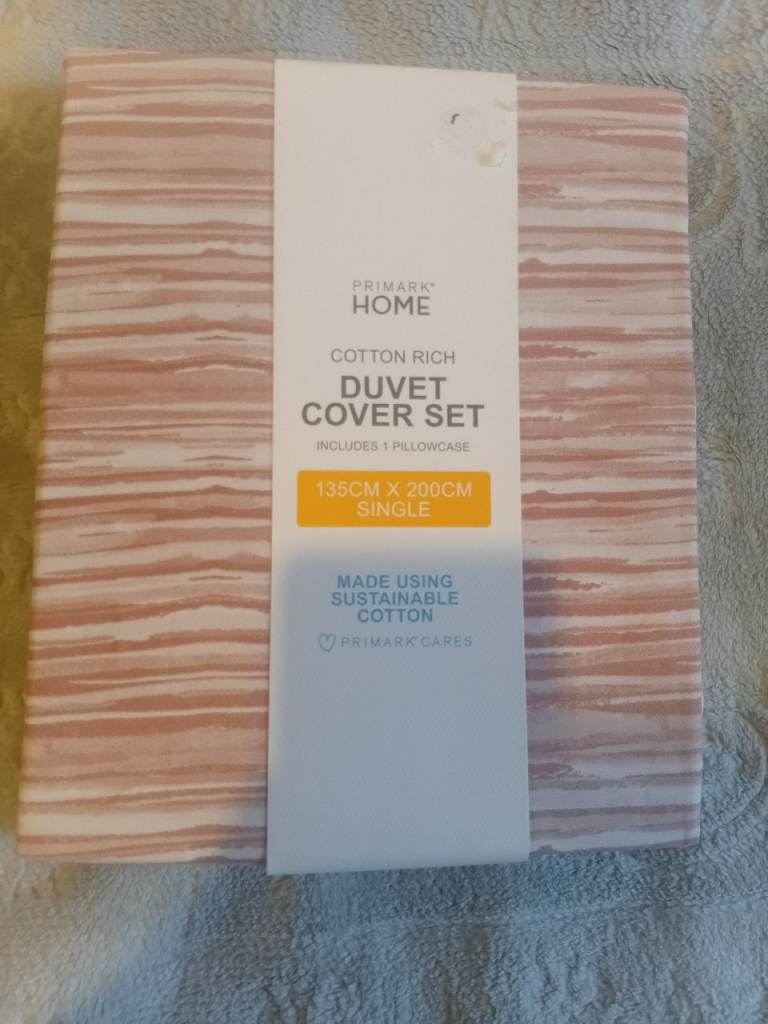 PRIMARK®
HOME
COTTON RICH
DUVET
COVER SET
INCLUDES 1 PILLOWCASE
135CM X 200CM
SINGLE
MADE USING
SUSTAINABLE
COTTON
PRIMARK®CARES